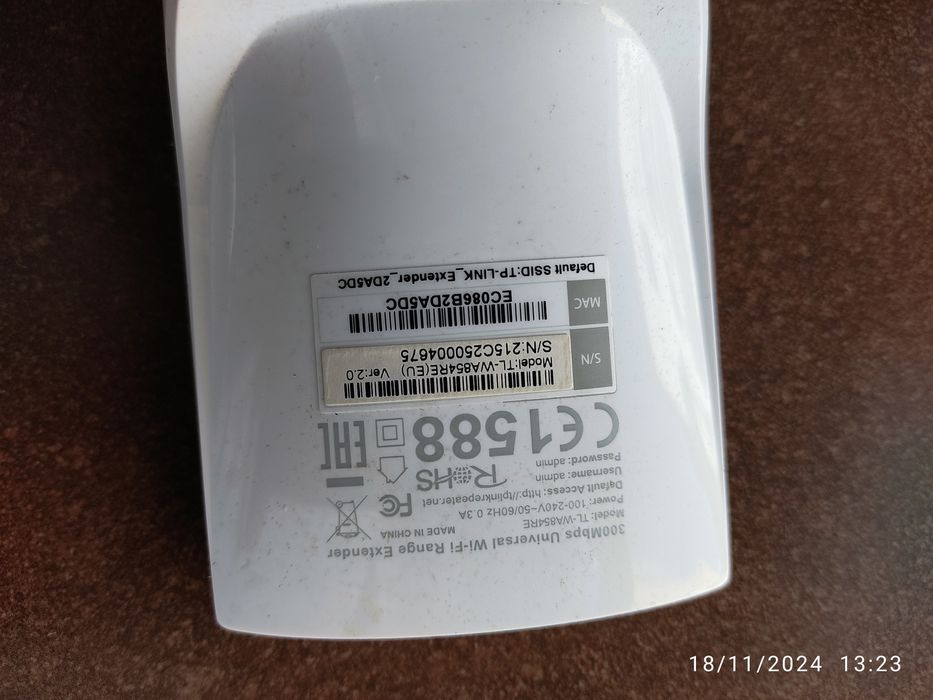 300Mbps Universal Wi-Fi Range Extender
Model: TL-WA854RE
Power: 100-240V~50/60Hz 0.3A
MADE IN CHINA
Default Access: http://tplinkrepeater.net
Username: admin
Password: admin
FC
RoHS
CE1588
EAC
S/N
Model:TL-WA854RE(EU) Ver:2.0
S/N:215C250004675
MAC
EC086B2DA5DC
Default SSID:TP-LINK_Extender_2DA5DC
18/11/2024 13:23